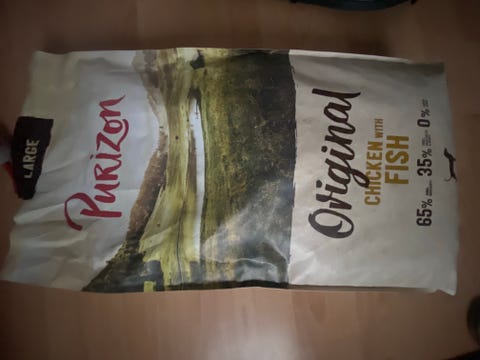 LARGE
PURIZON
Original
CHICKEN WITH
FISH
65% 35% 0%